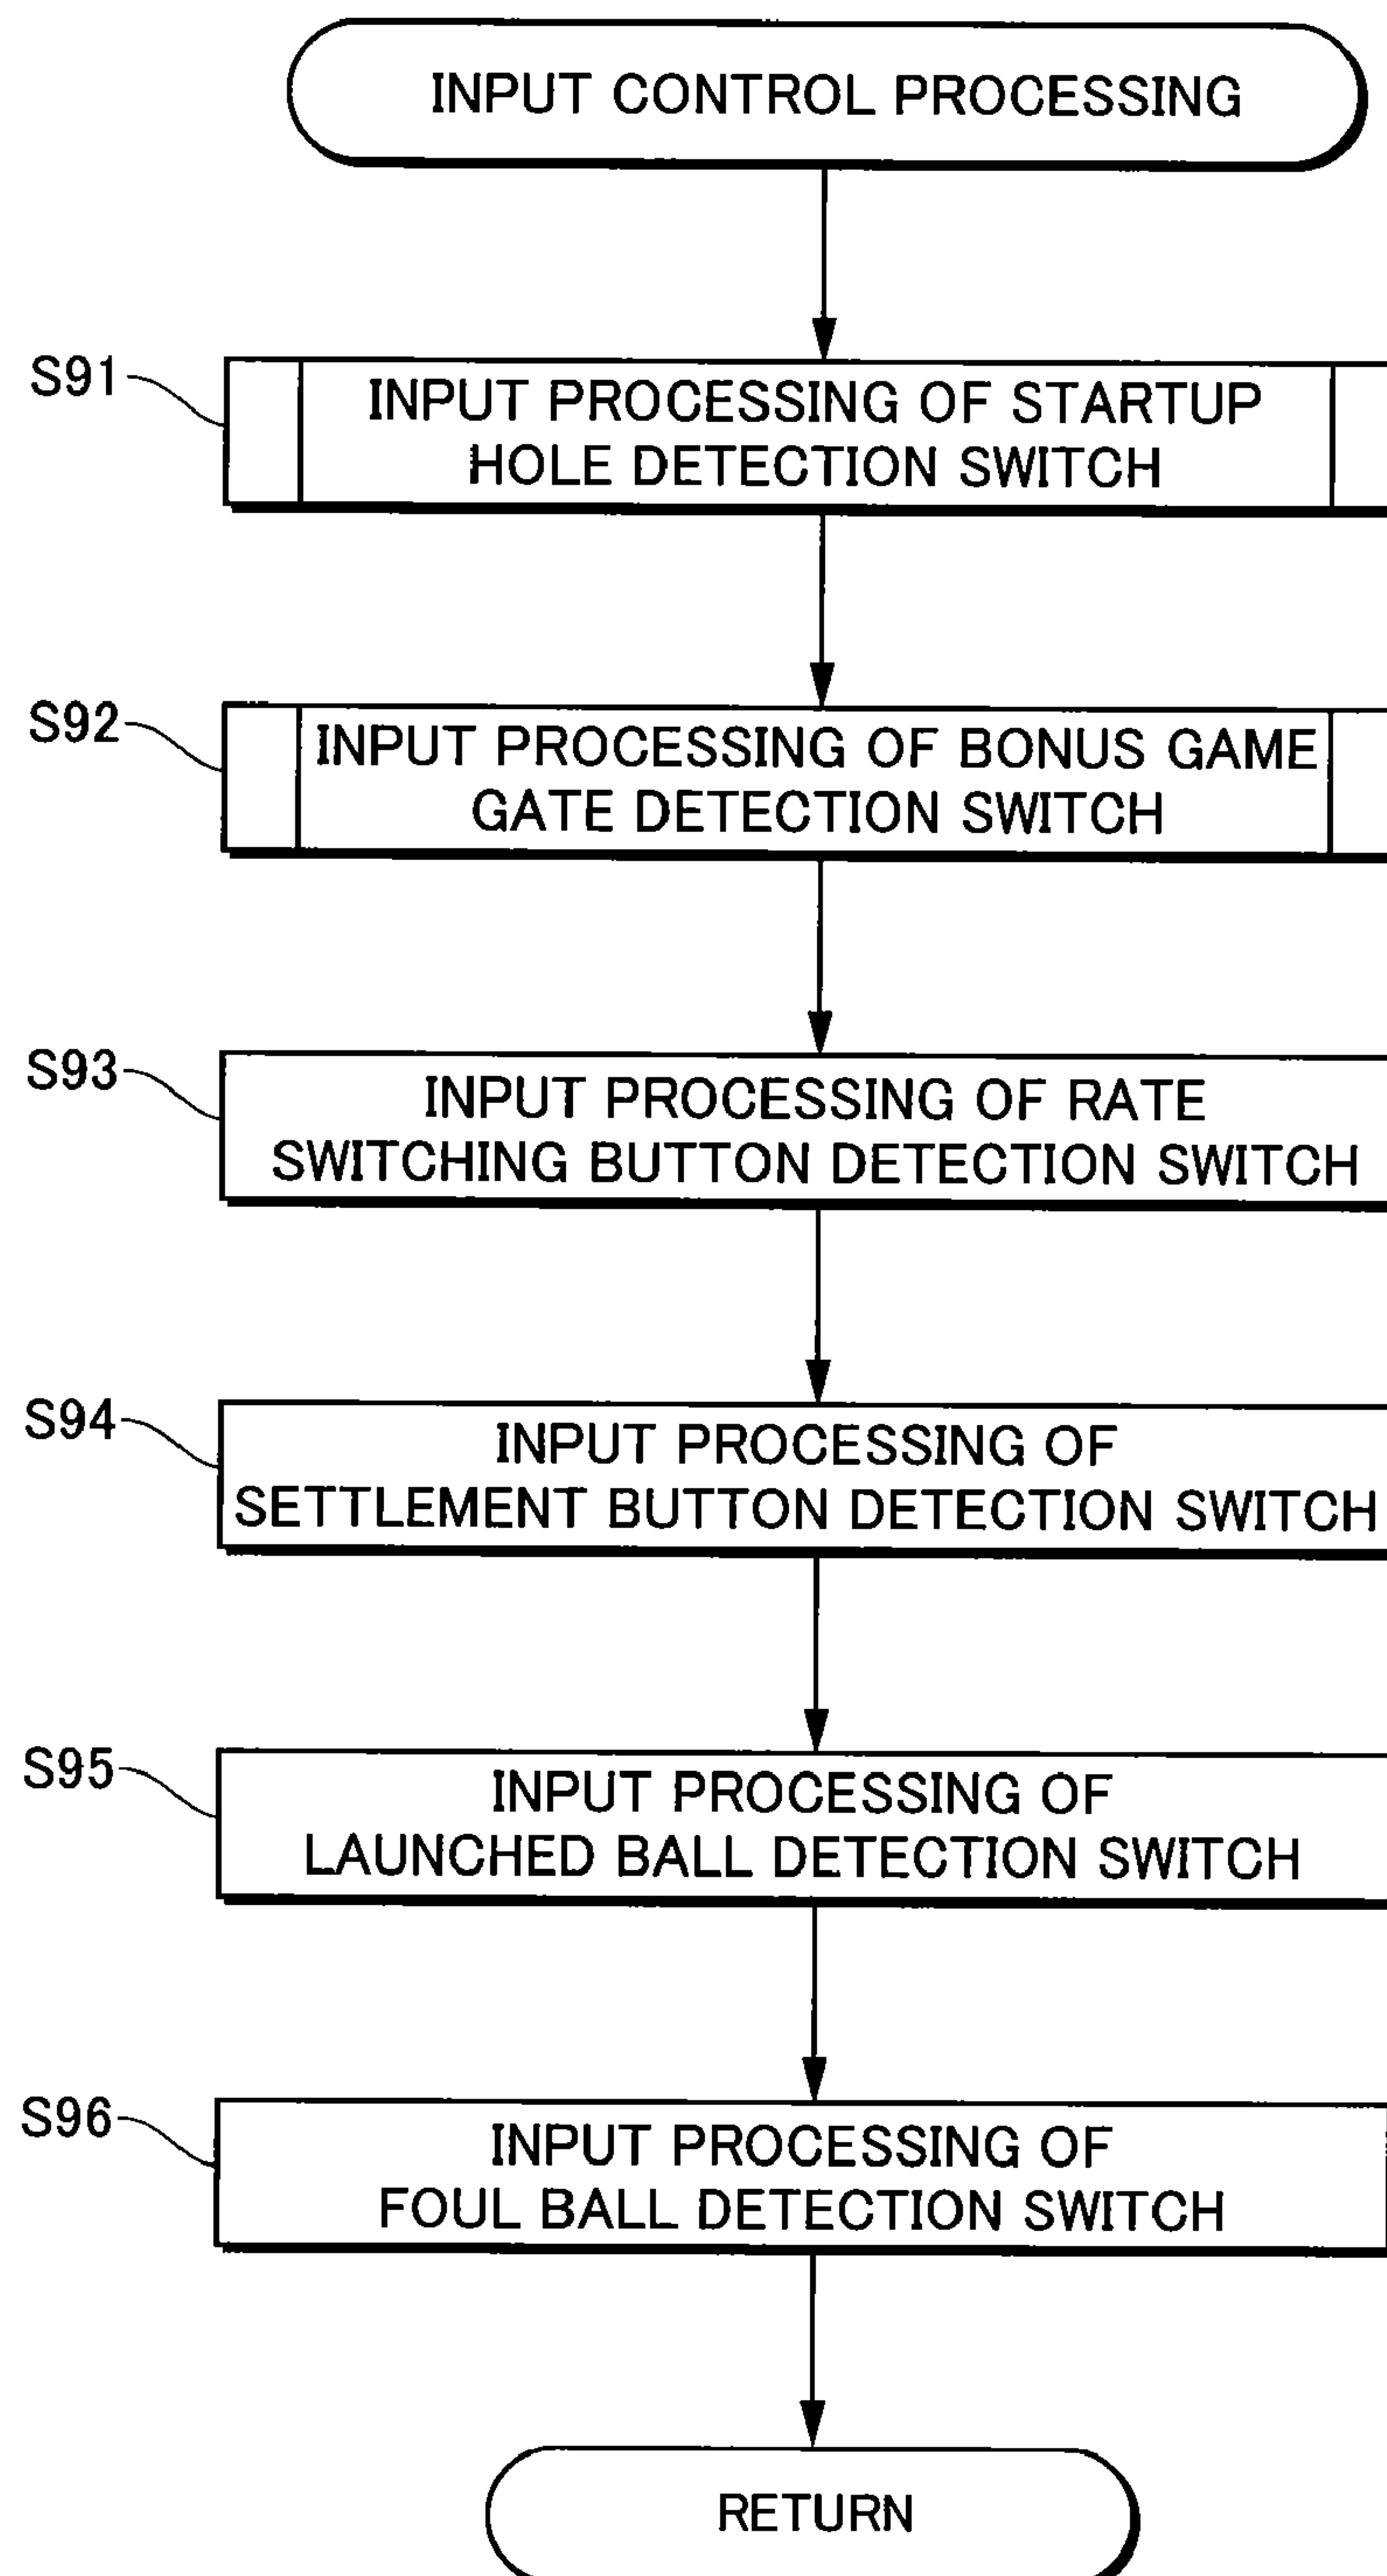 INPUT CONTROL PROCESSING
S91
INPUT PROCESSING OF STARTUP
HOLE DETECTION SWITCH
S92
INPUT PROCESSING OF BONUS GAME
GATE DETECTION SWITCH
S93
INPUT PROCESSING OF RATE
SWITCHING BUTTON DETECTION SWITCH
S94
INPUT PROCESSING OF
SETTLEMENT BUTTON DETECTION SWITCH
S95
INPUT PROCESSING OF
LAUNCHED BALL DETECTION SWITCH
S96
INPUT PROCESSING OF
FOUL BALL DETECTION SWITCH
RETURN